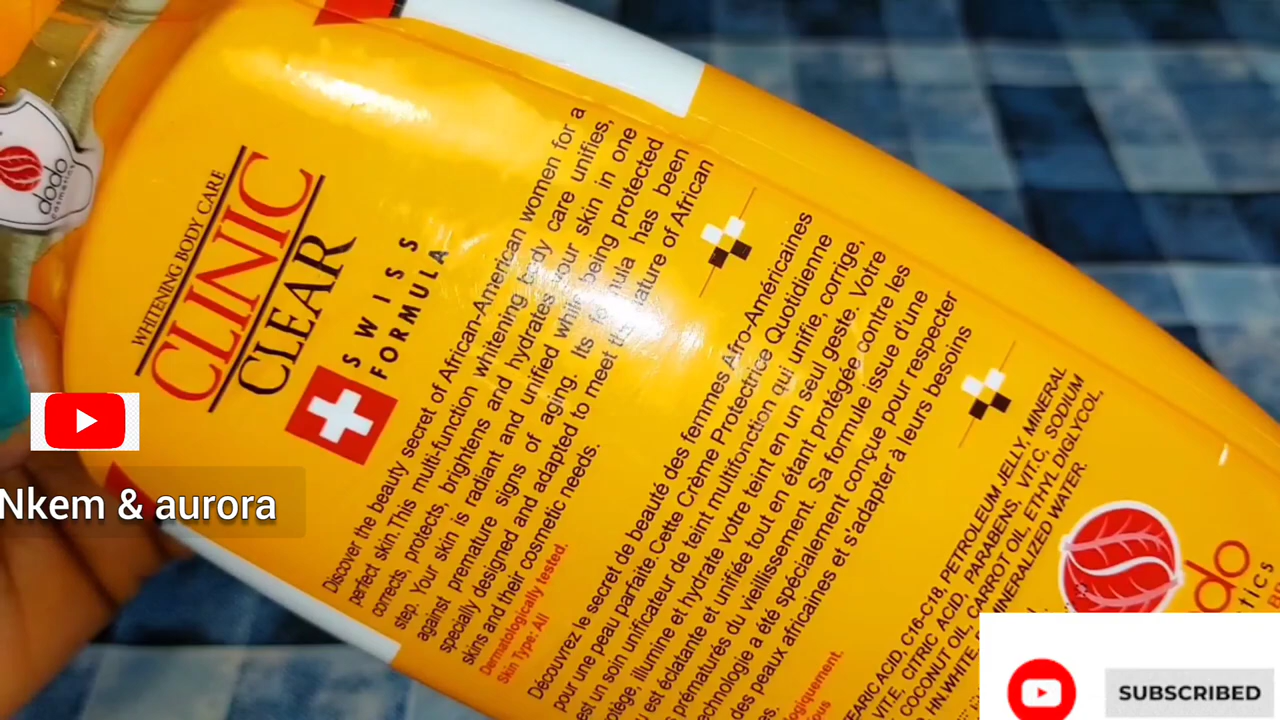 WHITENING BODY CARE
CLINIC
CLEAR
SWISS
FORMULA
Discover the beauty secret of African-American women for a
perfect skin. This multi-function whitening body care unifies,
corrects, protects, brightens and hydrates your skin in one
step. Your skin is radiant and unified while being protected
against premature signs of aging. Its formula has been
specially designed and adapted to meet the nature of African
skins and their cosmetic needs.
Dermatologically tested.
Skin Type: All
Découvrez le secret de beauté des femmes Afro-Américaines
pour une peau parfaite. Cette Crème Protectrice Quotidienne
est un soin unificateur de teint multifonction qui unifie, corrige,
protège, illumine et hydrate votre teint en un seul geste. Votre
est éclatante et unifiée tout en étant protégée contre les
prématurés du vieillissement. Sa formule issue d'une
technologie a été spécialement conçue pour respecter
des peaux africaines et s'adapter à leurs besoins
STEARIC ACID, C16-C18, PETROLEUM JELLY, MINERAL
CITRIC ACID, PARABENS, VIT C, SODIUM
COCONUT OIL, CARROT OIL, ETHYL DIGLYCOL,
WATER.
dodo
cosmetics
Nkem & aurora
SUBSCRIBED